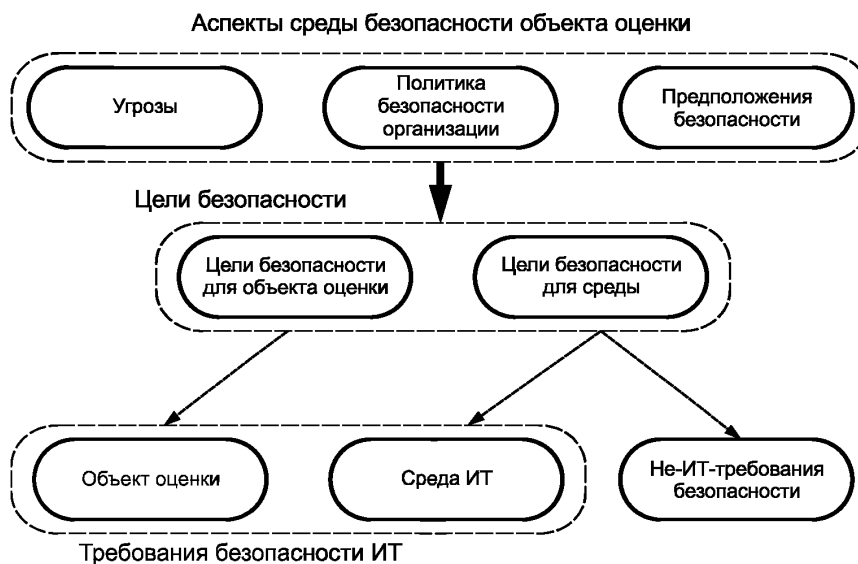 Аспекты среды безопасности объекта оценки
Угрозы
Политика
безопасности
организации
Предположения
безопасности
Цели безопасности
Цели безопасности
для объекта оценки
Цели безопасности
для среды
Объект оценки
Среда ИТ
Не-ИТ-требования
безопасности
Требования безопасности ИТ